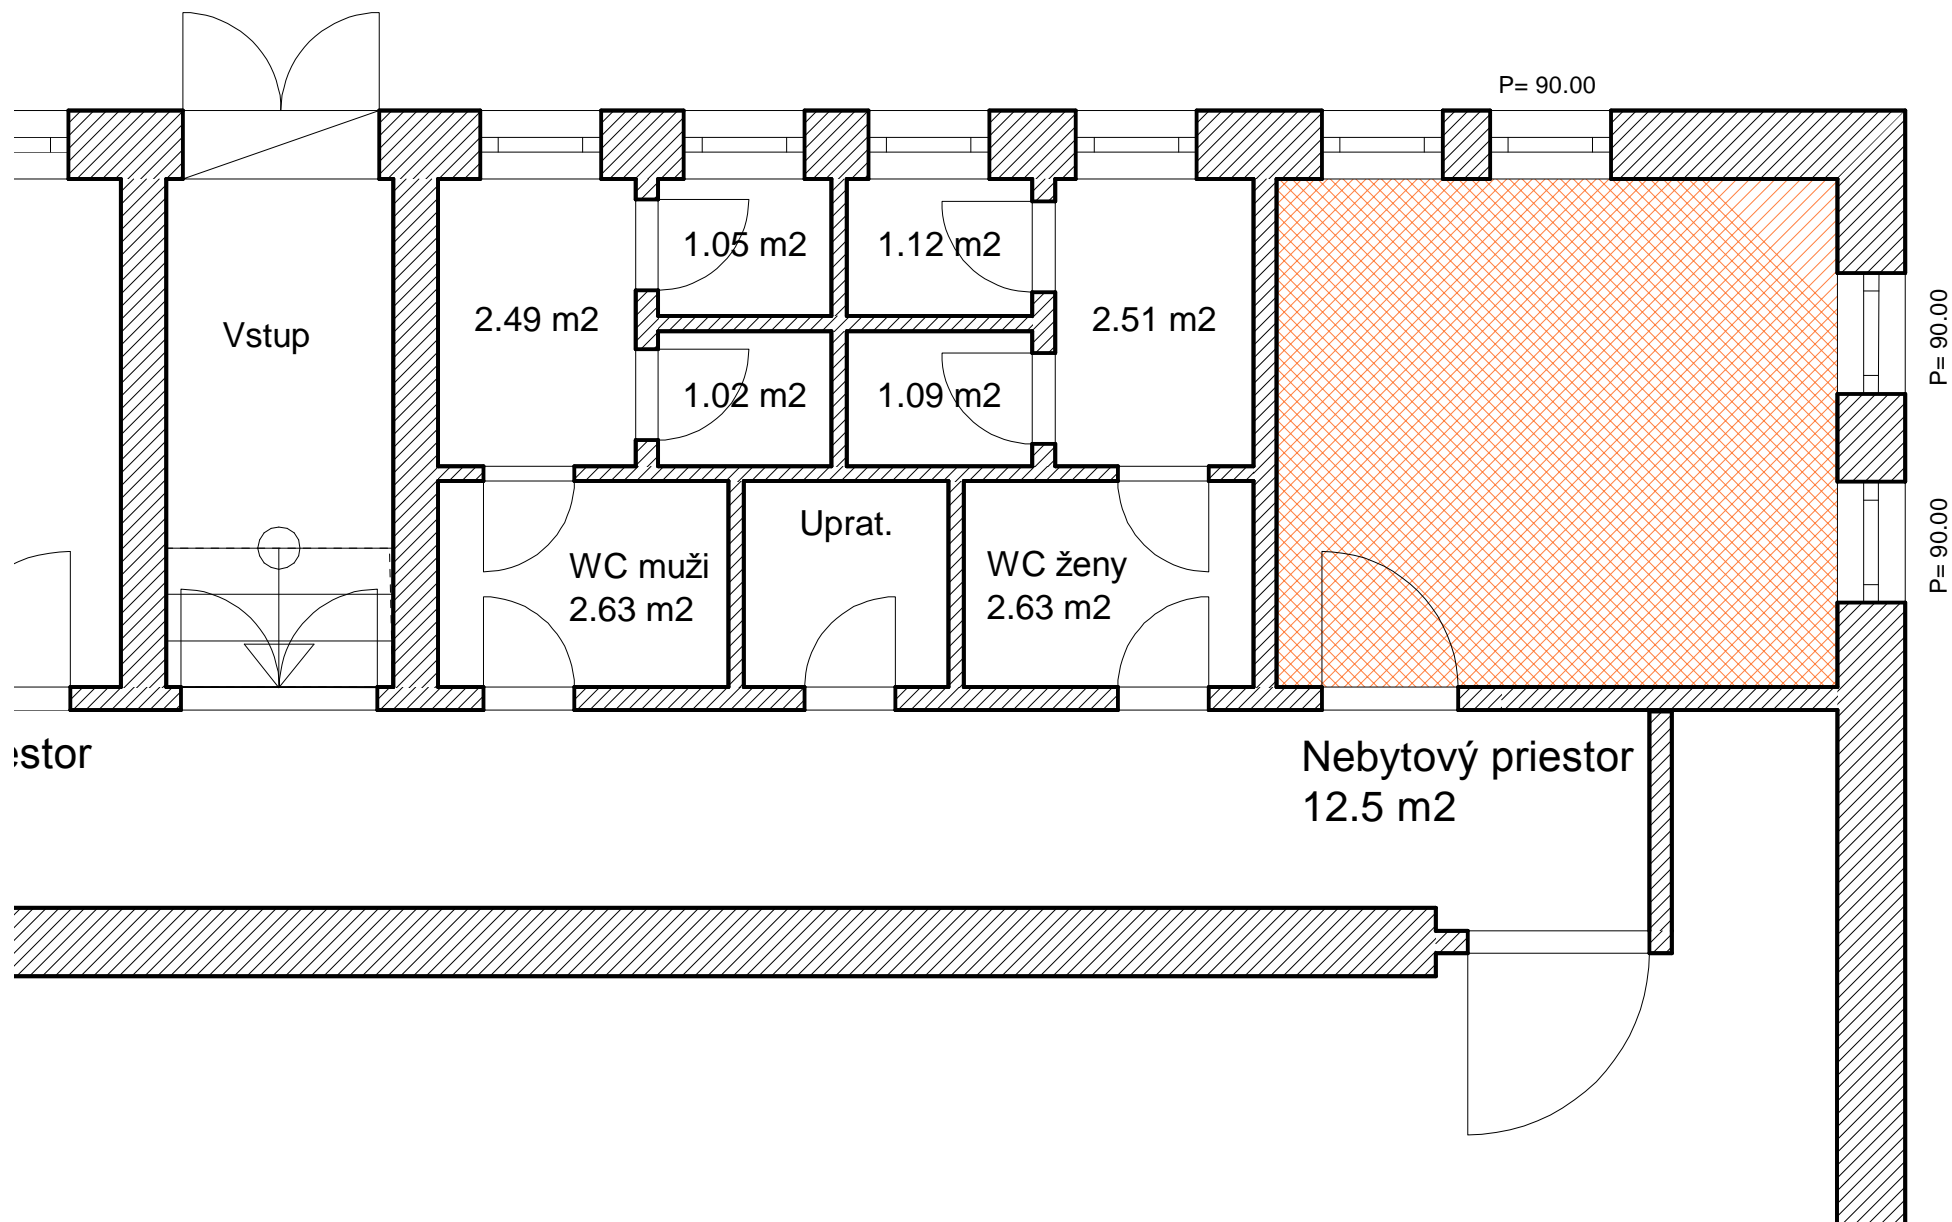 P= 90.00
1.05 m2
1.12 m2
2.49 m2
2.51 m2
Vstup
P= 90.00
1.02 m2
1.09 m2
Uprat.
WC muži
2.63 m2
WC ženy
2.63 m2
P= 90.00
estor
Nebytový priestor
12.5 m2